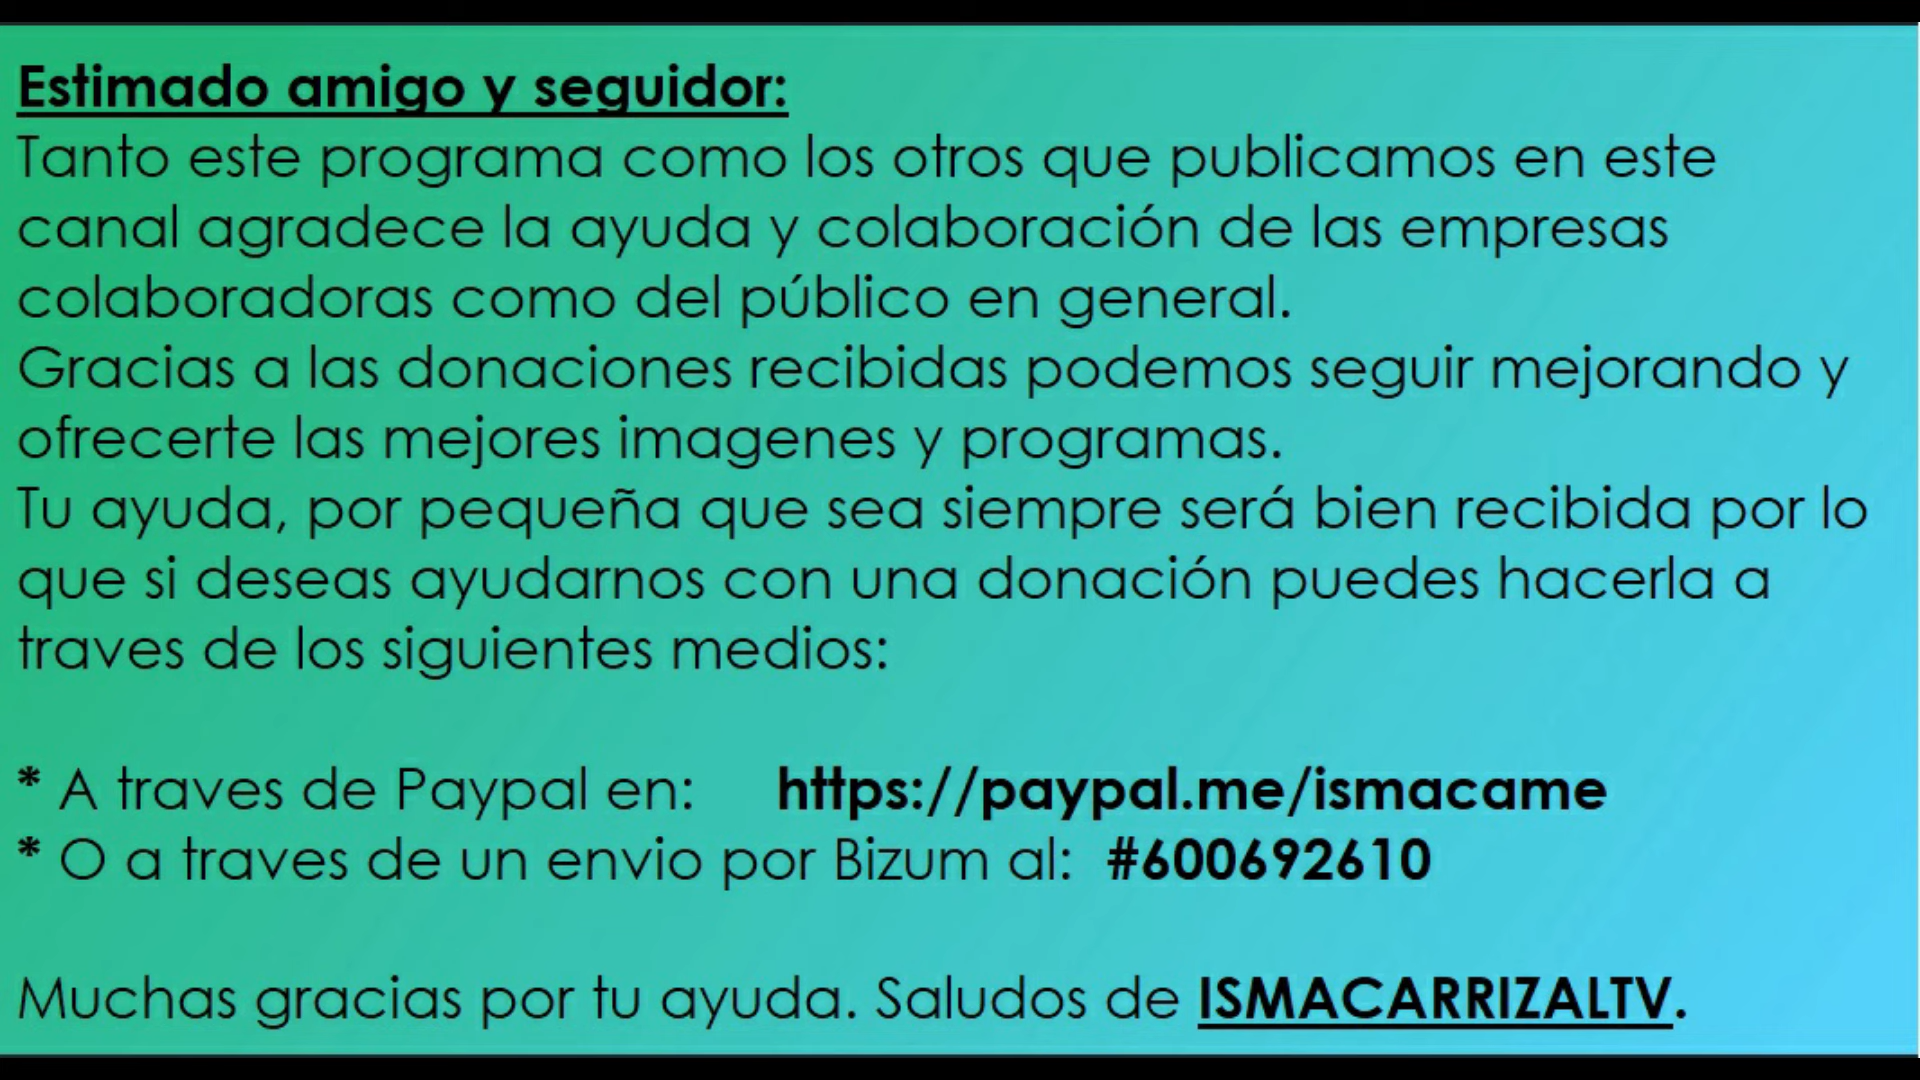 Estimado amigo y seguidor:
Tanto este programa como los otros que publicamos en este
canal agradece la ayuda y colaboración de las empresas
colaboradoras como del público en general.
Gracias a las donaciones recibidas podemos seguir mejorando y
ofrecerte las mejores imagenes y programas.
Tu ayuda, por pequeña que sea siempre será bien recibida por lo
que si deseas ayudarnos con una donación puedes hacerla a
traves de los siguientes medios:
* A traves de Paypal en: https://paypal.me/ismacame
* O a traves de un envio por Bizum al: #600692610
Muchas gracias por tu ayuda. Saludos de ISMACARRIZALTV.